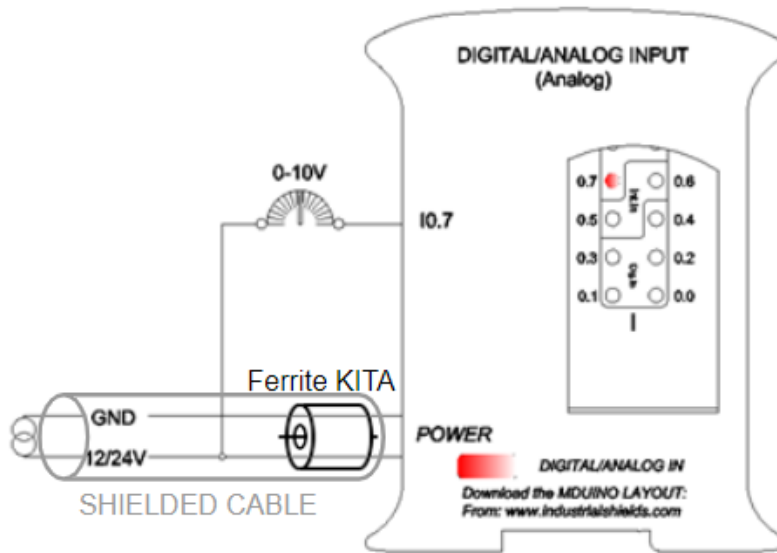 DIGITAL/ANALOG INPUT
(Analog)
0-10V
I0.7
0.7
0.6
0.5
0.4
0.3
0.2
0.1
0.0
I
Ferrite KITA
GND
12/24V
SHIELDED CABLE
POWER
DIGITAL/ANALOG IN
Download the MDUINO LAYOUT:
From: www.industrialshields.com